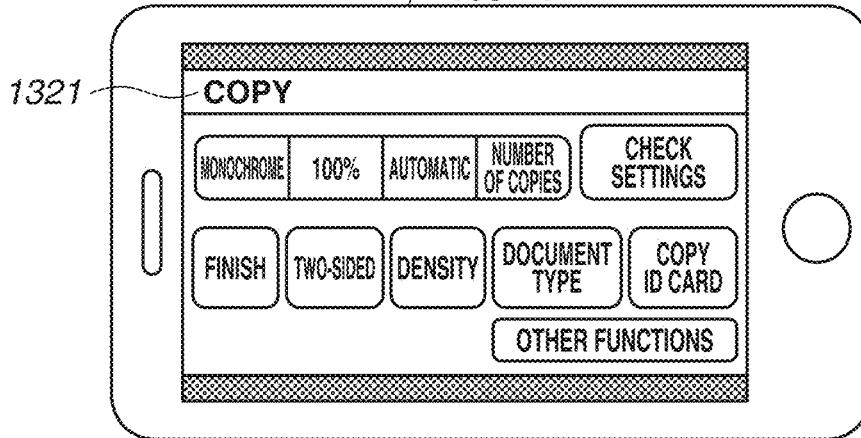 1321
COPY
MONOCHROME 100% AUTOMATIC NUMBER OF COPIES
CHECK SETTINGS
FINISH TWO-SIDED DENSITY DOCUMENT TYPE COPY ID CARD
OTHER FUNCTIONS